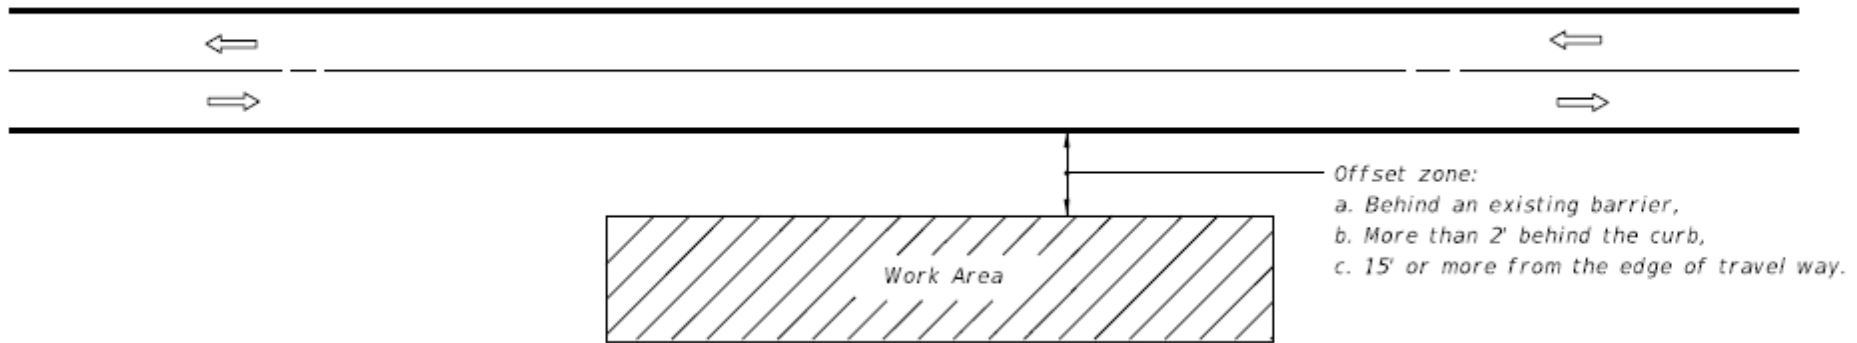 Offset zone:
a. Behind an existing barrier,
b. More than 2' behind the curb,
c. 15' or more from the edge of travel way.
Work Area